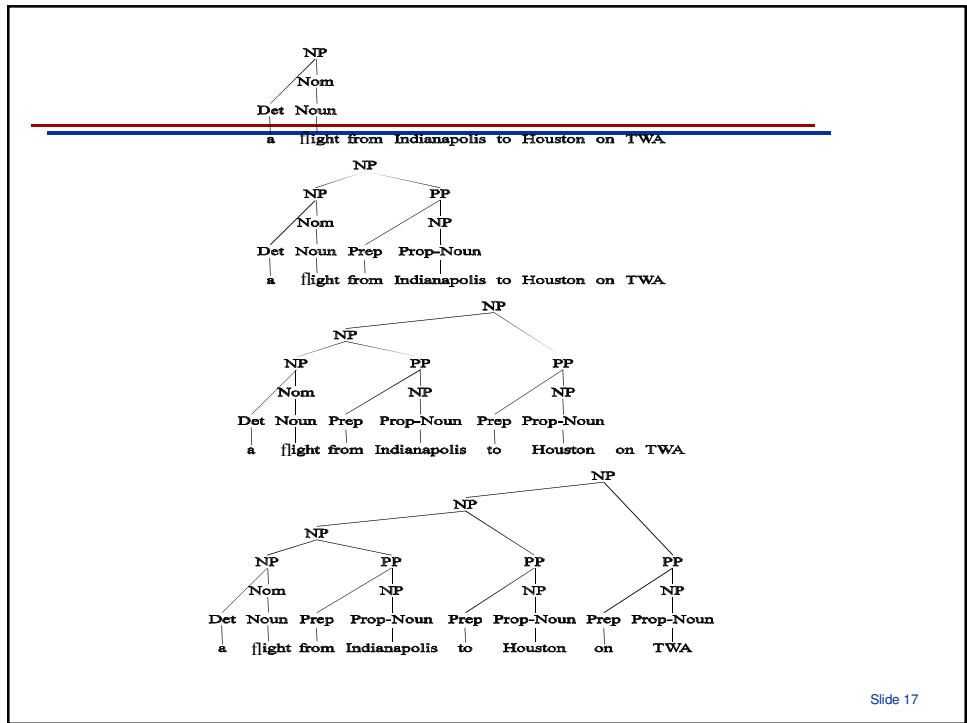 NP
Nom
Det Noun
a flight from Indianapolis to Houston on TWA
NP
NP PP
Nom NP
Det Noun Prep Prop-Noun
a flight from Indianapolis to Houston on TWA
NP
NP
NP PP PP
Nom NP NP
Det Noun Prep Prop-Noun Prep Prop-Noun
a flight from Indianapolis to Houston on TWA
NP
NP
NP
NP PP PP PP
Nom NP NP NP
Det Noun Prep Prop-Noun Prep Prop-Noun Prep Prop-Noun
a flight from Indianapolis to Houston on TWA
Slide 17